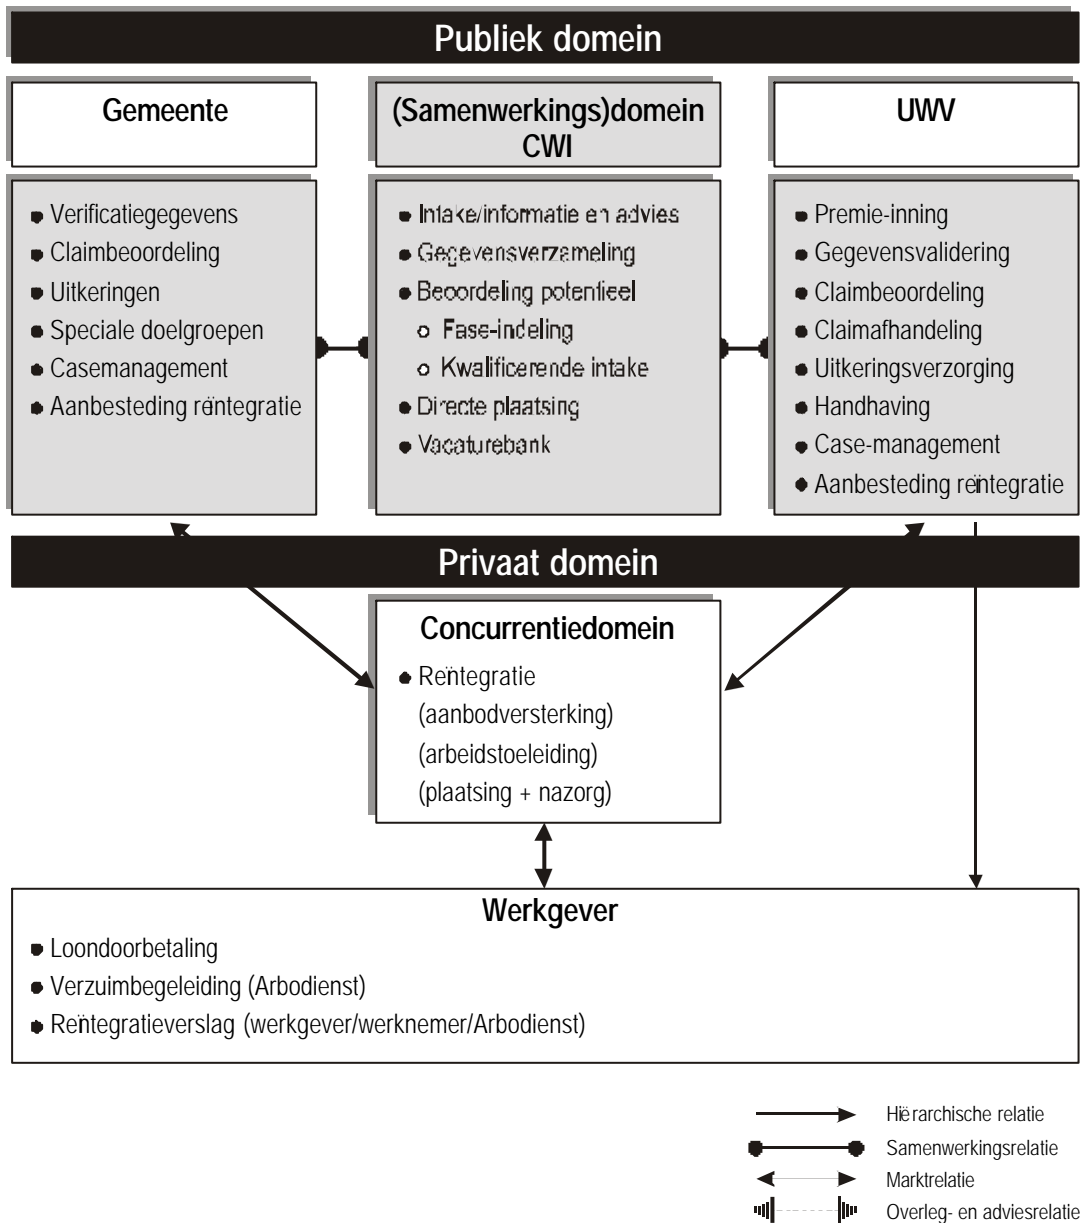 Publiek domein
Gemeente
• Verificatiegegevens
• Claimbeoordeling
• Uitkeringen
• Speciale doelgroepen
• Casemanagement
• Aanbesteding reïntegratie
(Samenwerkings)domein
CWI
• Intake/informatie en advies
• Gegevensverzameling
• Beoordeling potentieel
o Fase-indeling
o Kwalificerende intake
• Directe plaatsing
• Vacaturebank
UWV
• Premie-inning
• Gegevensvalidering
• Claimbeoordeling
• Claimafhandeling
• Uitkeringsverzorging
• Handhaving
• Case-management
• Aanbesteding reïntegratie
Privaat domein
Concurrentiedomein
• Reïntegratie
(aanbodversterking)
(arbeidstoeleiding)
(plaatsing + nazorg)
Werkgever
• Loondoorbetaling
• Verzuimbegeleiding (Arbodienst)
• Reïntegratieverslag (werkgever/werknemer/Arbodienst)
Hiërarchische relatie
Samenwerkingsrelatie
Marktrelatie
Overleg- en adviesrelatie